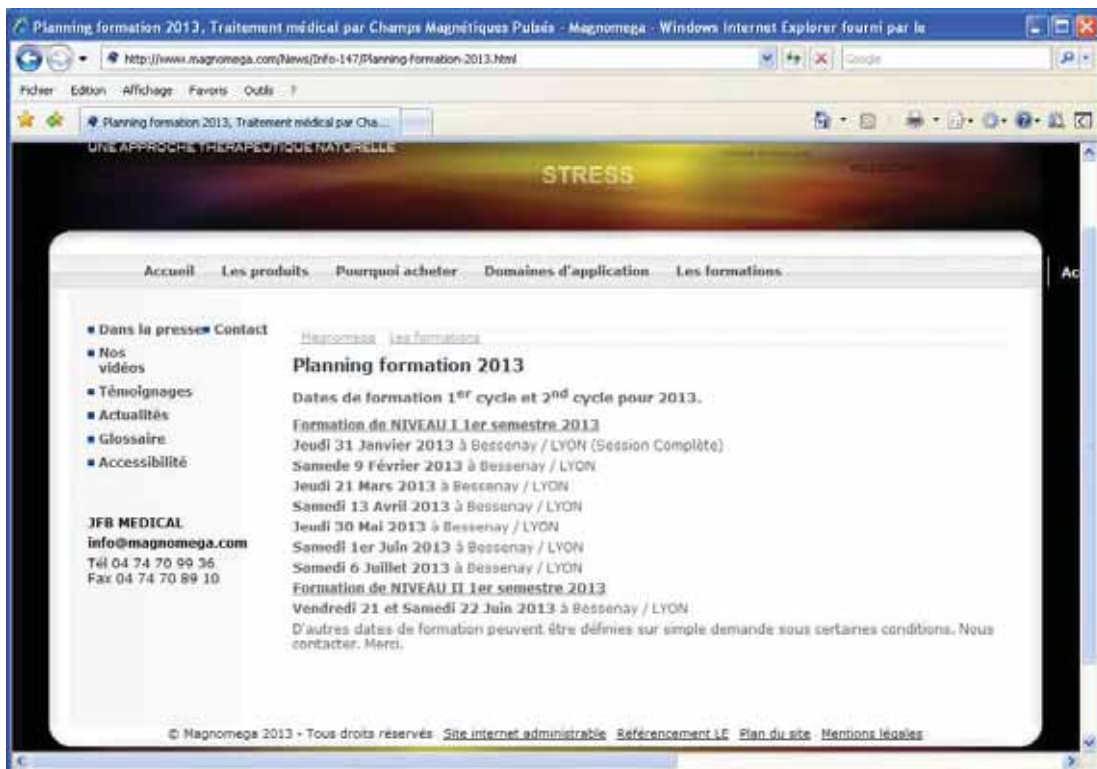 Planning formation 2013, Traitement médical par Champs Magnétiques Pulsés - Magnomega - Windows Internet Explorer fourni par le
http://www.magnomega.com/News/Info-147/Planning-formation-2013.html
Google
Fichier Edition Affichage Favoris Outils ?
Planning formation 2013, Traitement médical par Cha...
UNE APPROCHE THERAPEUTIQUE NATURELLE
STRESS
Accueil Les produits Pourquoi acheter Domaines d'application Les formations
Ac
Dans la presse Contact
Nos
vidéos
Témoignages
Actualités
Glossaire
Accessibilité
JFB MEDICAL
info@magnomega.com
Tél 04 74 70 99 36
Fax 04 74 70 89 10
Magnomega Les formations
Planning formation 2013
Dates de formation 1er cycle et 2nd cycle pour 2013.
Formation de NIVEAU I 1er semestre 2013
Jeudi 31 Janvier 2013 à Bessenay / LYON (Session Complète)
Samede 9 Février 2013 à Bessenay / LYON
Jeudi 21 Mars 2013 à Bessenay / LYON
Samedi 13 Avril 2013 à Bessenay / LYON
Jeudi 30 Mai 2013 à Bessenay / LYON
Samedi 1er Juin 2013 à Bessenay / LYON
Samedi 6 Juillet 2013 à Bessenay / LYON
Formation de NIVEAU II 1er semestre 2013
Vendredi 21 et Samedi 22 Juin 2013 à Bessenay / LYON
D'autres dates de formation peuvent être définies sur simple demande sous certaines conditions. Nous
contacter. Merci.
© Magnomega 2013 - Tous droits réservés Site internet administrable Référencement LE Plan du site Mentions légales